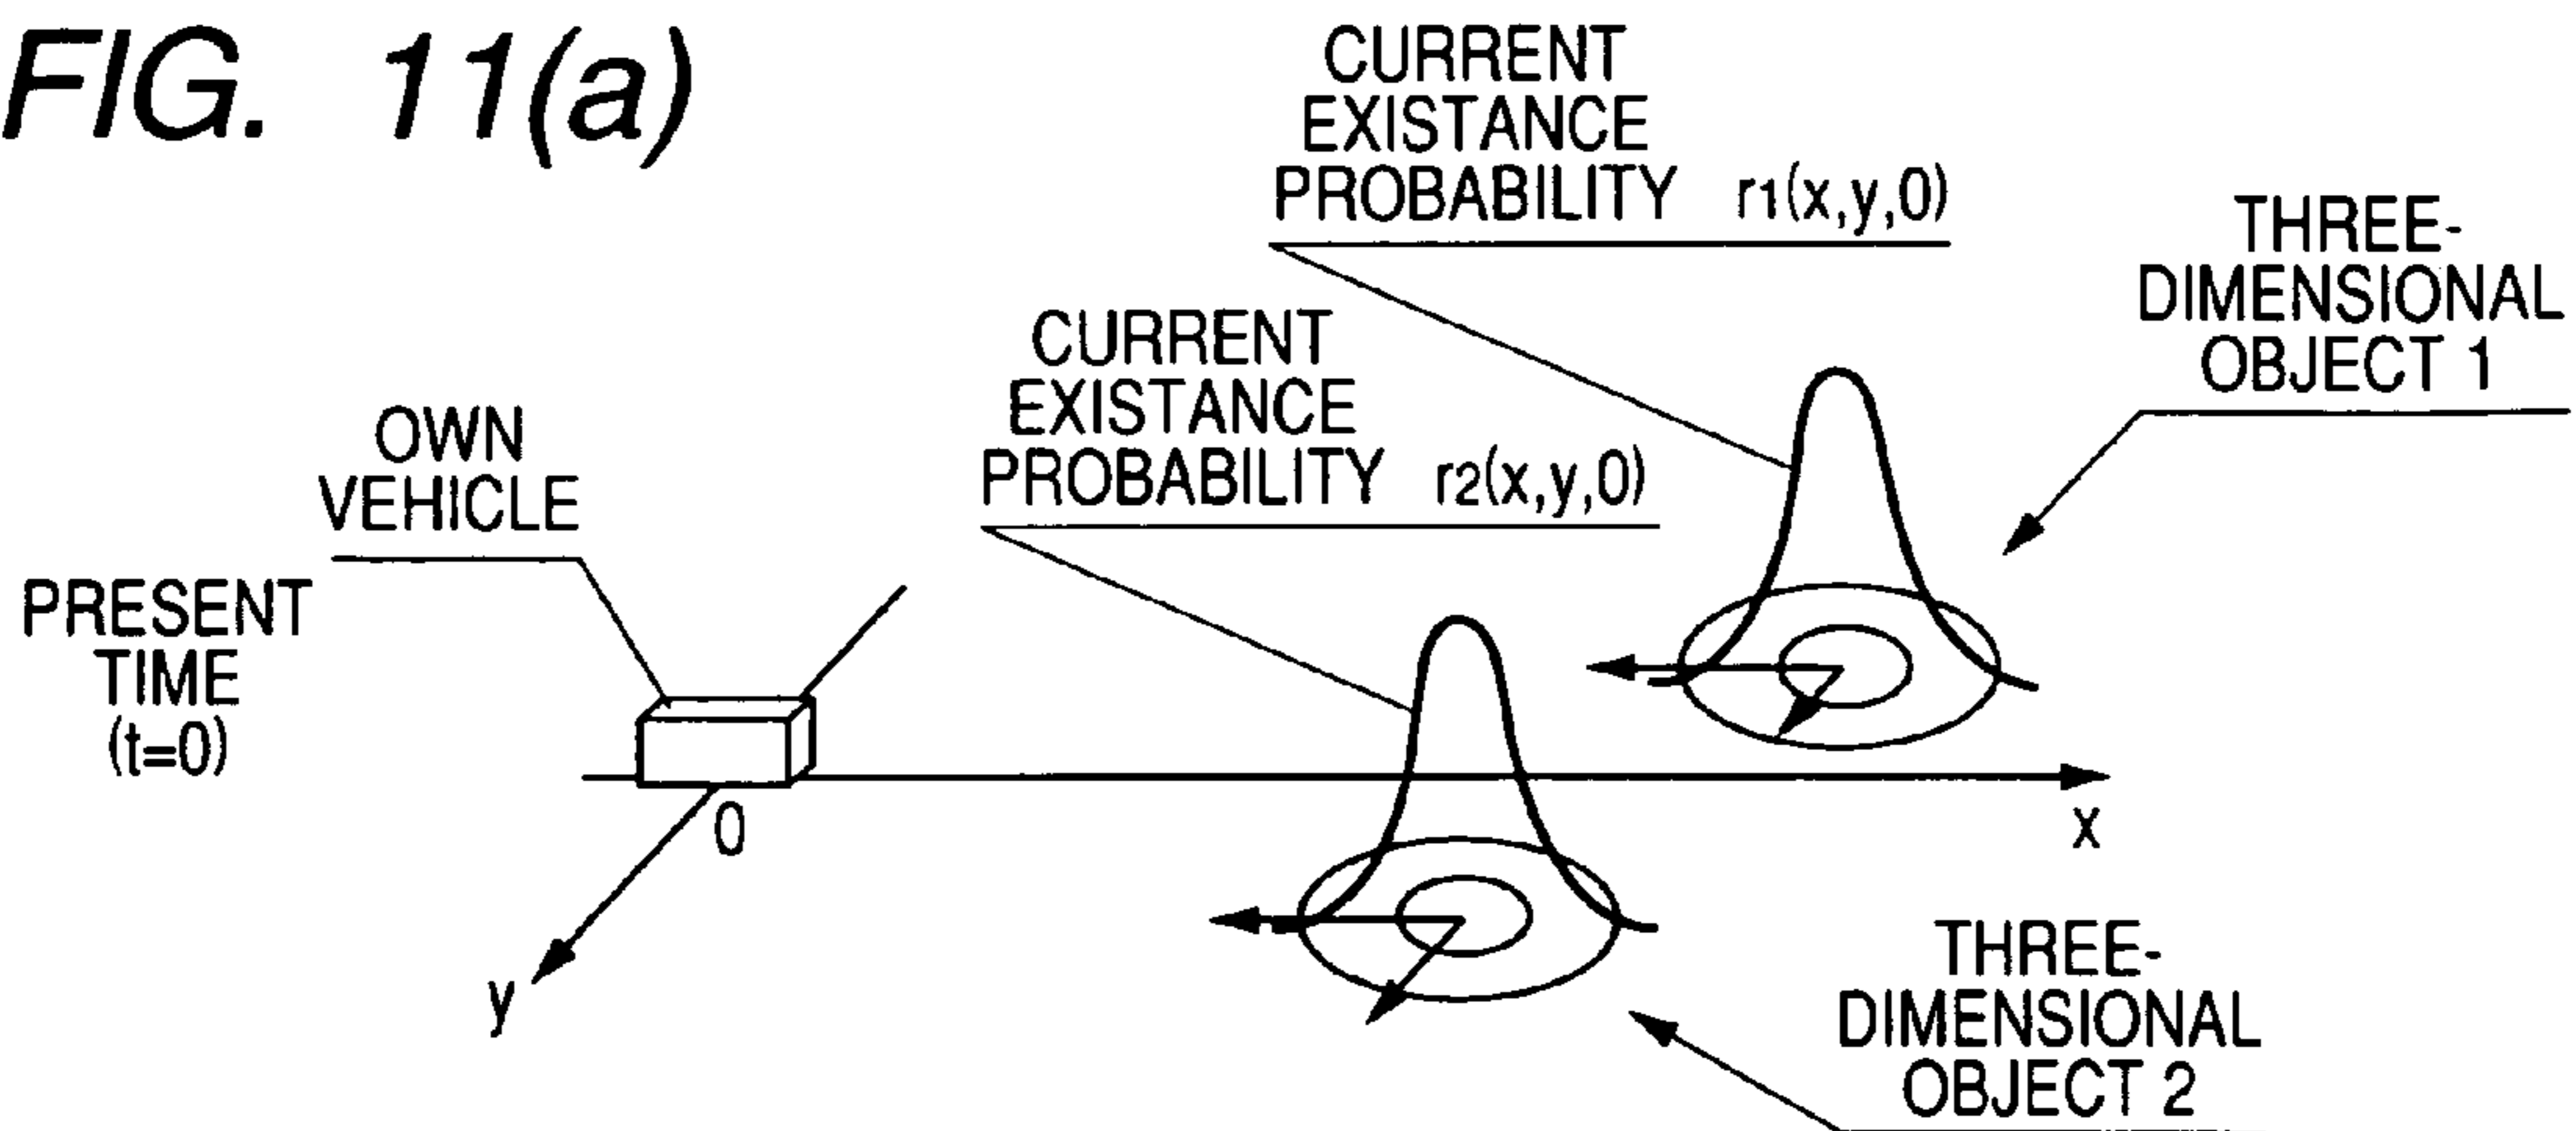 FIG. 11(a)
CURRENT
EXISTANCE
PROBABILITY r1(x,y,0)
THREE-
DIMENSIONAL
OBJECT 1
CURRENT
EXISTANCE
PROBABILITY r2(x,y,0)
OWN
VEHICLE
PRESENT
TIME
(t=0)
0
x
y
THREE-
DIMENSIONAL
OBJECT 2